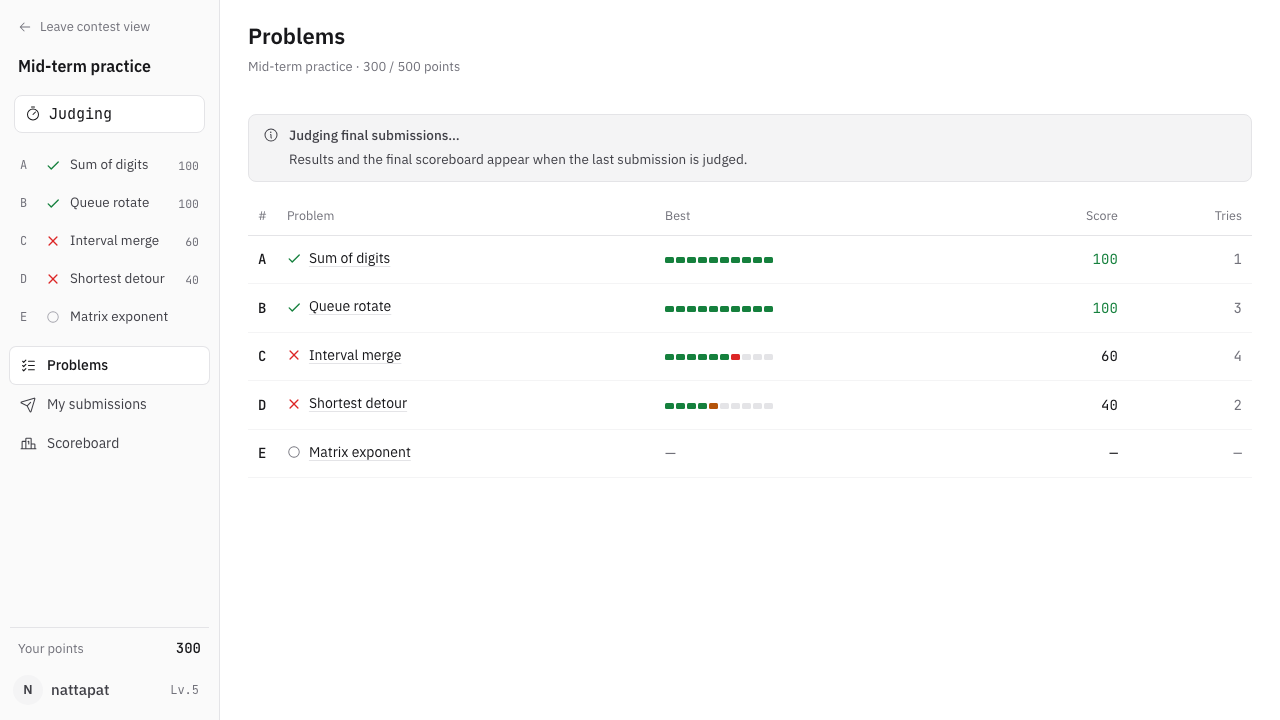 Leave contest view
Mid-term practice
Judging
A Sum of digits 100
B Queue rotate 100
C Interval merge 60
D Shortest detour 40
E Matrix exponent
Problems
My submissions
Scoreboard
Your points 300
N nattapat Lv.5
Problems
Mid-term practice · 300 / 500 points
Judging final submissions...
Results and the final scoreboard appear when the last submission is judged.
# Problem Best Score Tries
A Sum of digits 100 1
B Queue rotate 100 3
C Interval merge 60 4
D Shortest detour 40 2
E Matrix exponent — — —